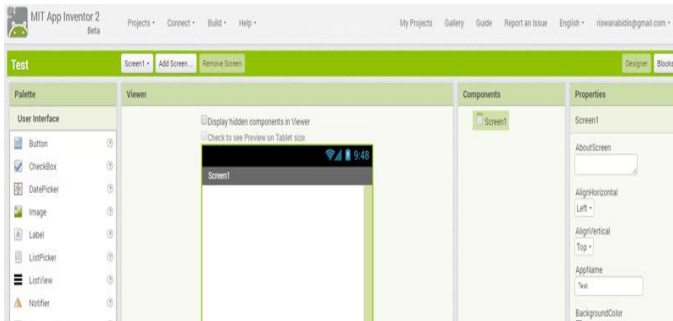 MIT App Inventor 2
Beta
Projects Connect Build Help
My Projects Gallery Guide Report an Issue English riswanabidin@gmail.com
Test
Screen1 Add Screen ... Remove Screen
Designer Blocks
Palette
User Interface
Button
CheckBox
DatePicker
Image
Label
ListPicker
ListView
Notifier
Viewer
Display hidden components in Viewer
Check to see Preview on Tablet size.
9:48
Screen1
Components
Screen1
Properties
Screen1
AboutScreen
AlignHorizontal
Left
AlignVertical
Top
AppName
Test
BackgroundColor